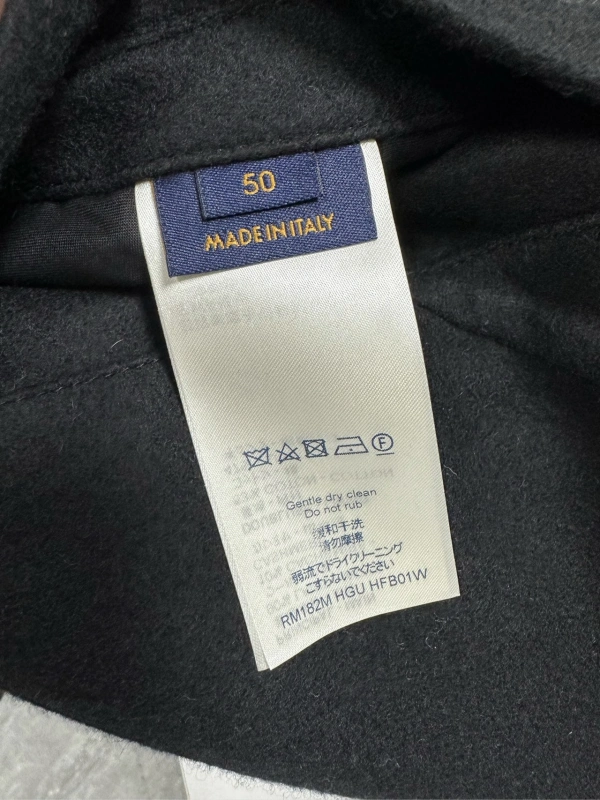 50
MADE IN ITALY
Ⓕ
Gentle dry clean
Do not rub
缓和干洗
请勿摩擦
弱流でドライクリーニング
こすらないでください
RM182M HGU HFB01W